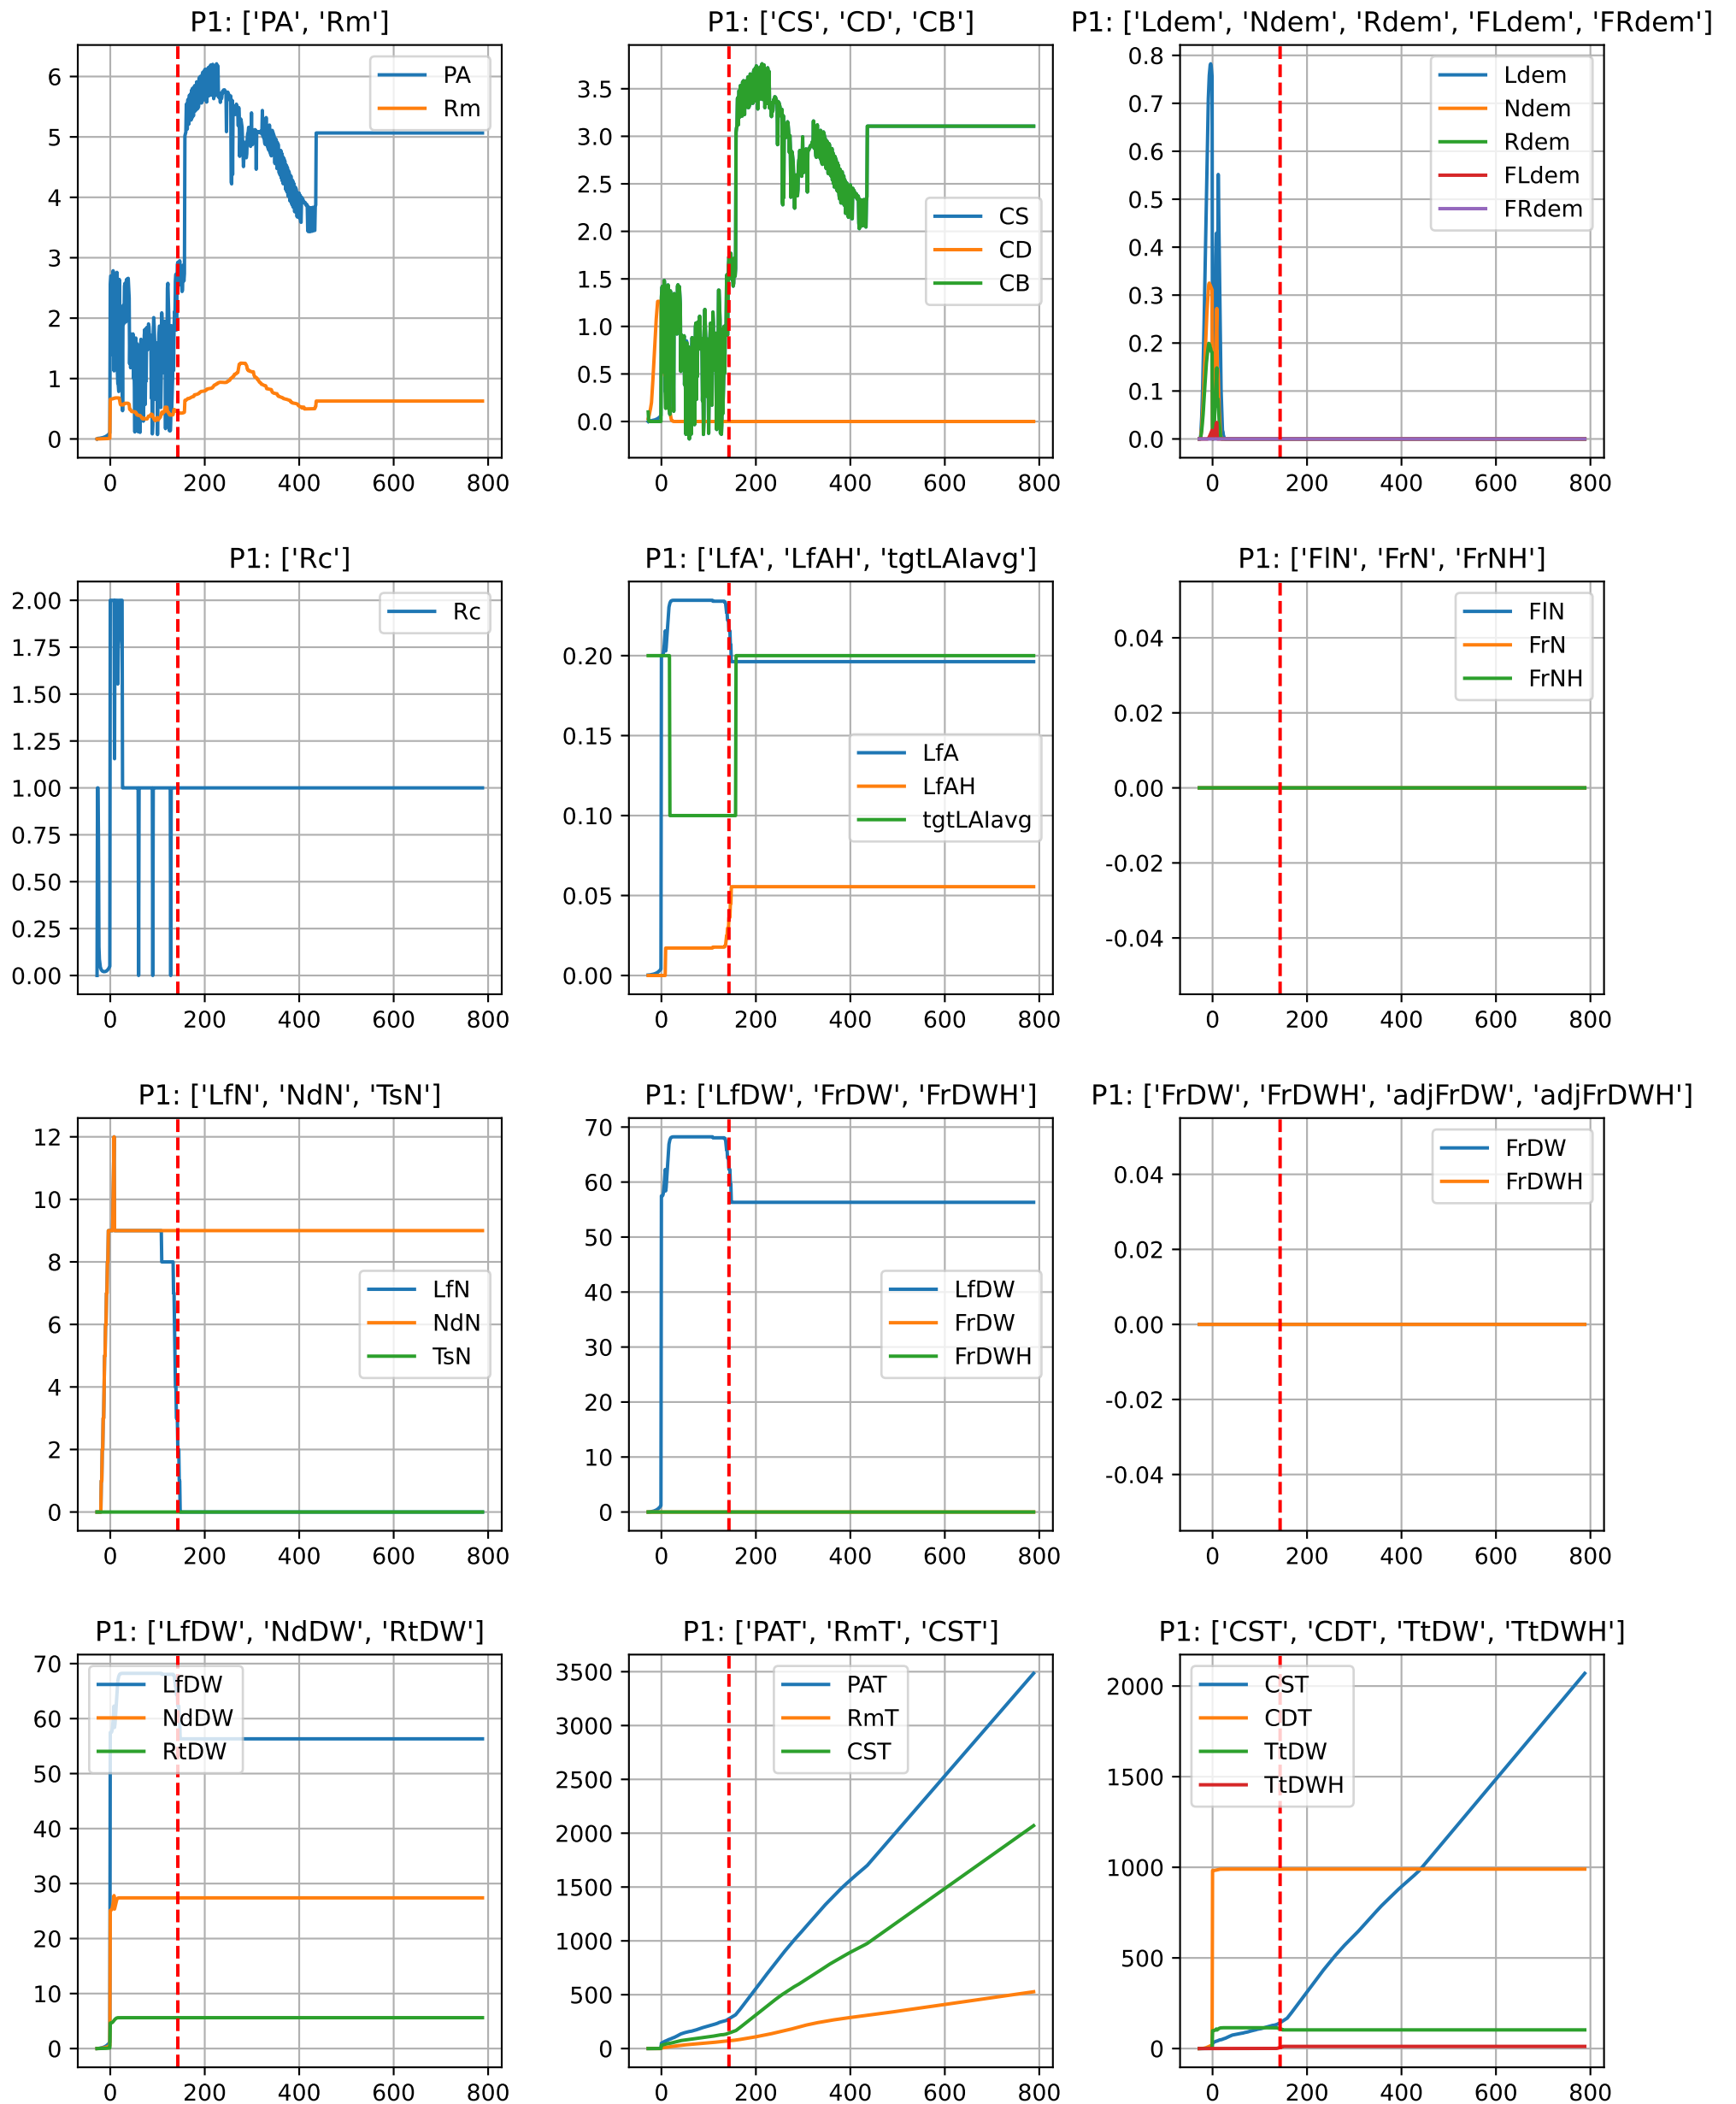 P1: ['PA', 'Rm']
6
5
4
3
2
1
0
PA
Rm
0 200 400 600 800
P1: ['CS', 'CD', 'CB']
3.5
3.0
2.5
2.0
1.5
1.0
0.5
0.0
CS
CD
CB
0 200 400 600 800
P1: ['Ldem', 'Ndem', 'Rdem', 'FLdem', 'FRdem']
0.8
0.7
0.6
0.5
0.4
0.3
0.2
0.1
0.0
Ldem
Ndem
Rdem
FLdem
FRdem
0 200 400 600 800
P1: ['Rc']
2.00
1.75
1.50
1.25
1.00
0.75
0.50
0.25
0.00
Rc
0 200 400 600 800
P1: ['LfA', 'LfAH', 'tgtLAIavg']
0.20
0.15
0.10
0.05
0.00
LfA
LfAH
tgtLAIavg
0 200 400 600 800
P1: ['FlN', 'FrN', 'FrNH']
0.04
0.02
0.00
-0.02
-0.04
FlN
FrN
FrNH
0 200 400 600 800
P1: ['LfN', 'NdN', 'TsN']
12
10
8
6
4
2
0
LfN
NdN
TsN
0 200 400 600 800
P1: ['LfDW', 'FrDW', 'FrDWH']
70
60
50
40
30
20
10
0
LfDW
FrDW
FrDWH
0 200 400 600 800
P1: ['FrDW', 'FrDWH', 'adjFrDW', 'adjFrDWH']
0.04
0.02
0.00
-0.02
-0.04
FrDW
FrDWH
0 200 400 600 800
P1: ['LfDW', 'NdDW', 'RtDW']
70
60
50
40
30
20
10
0
LfDW
NdDW
RtDW
0 200 400 600 800
P1: ['PAT', 'RmT', 'CST']
3500
3000
2500
2000
1500
1000
500
0
PAT
RmT
CST
0 200 400 600 800
P1: ['CST', 'CDT', 'TtDW', 'TtDWH']
2000
1500
1000
500
0
CST
CDT
TtDW
TtDWH
0 200 400 600 800